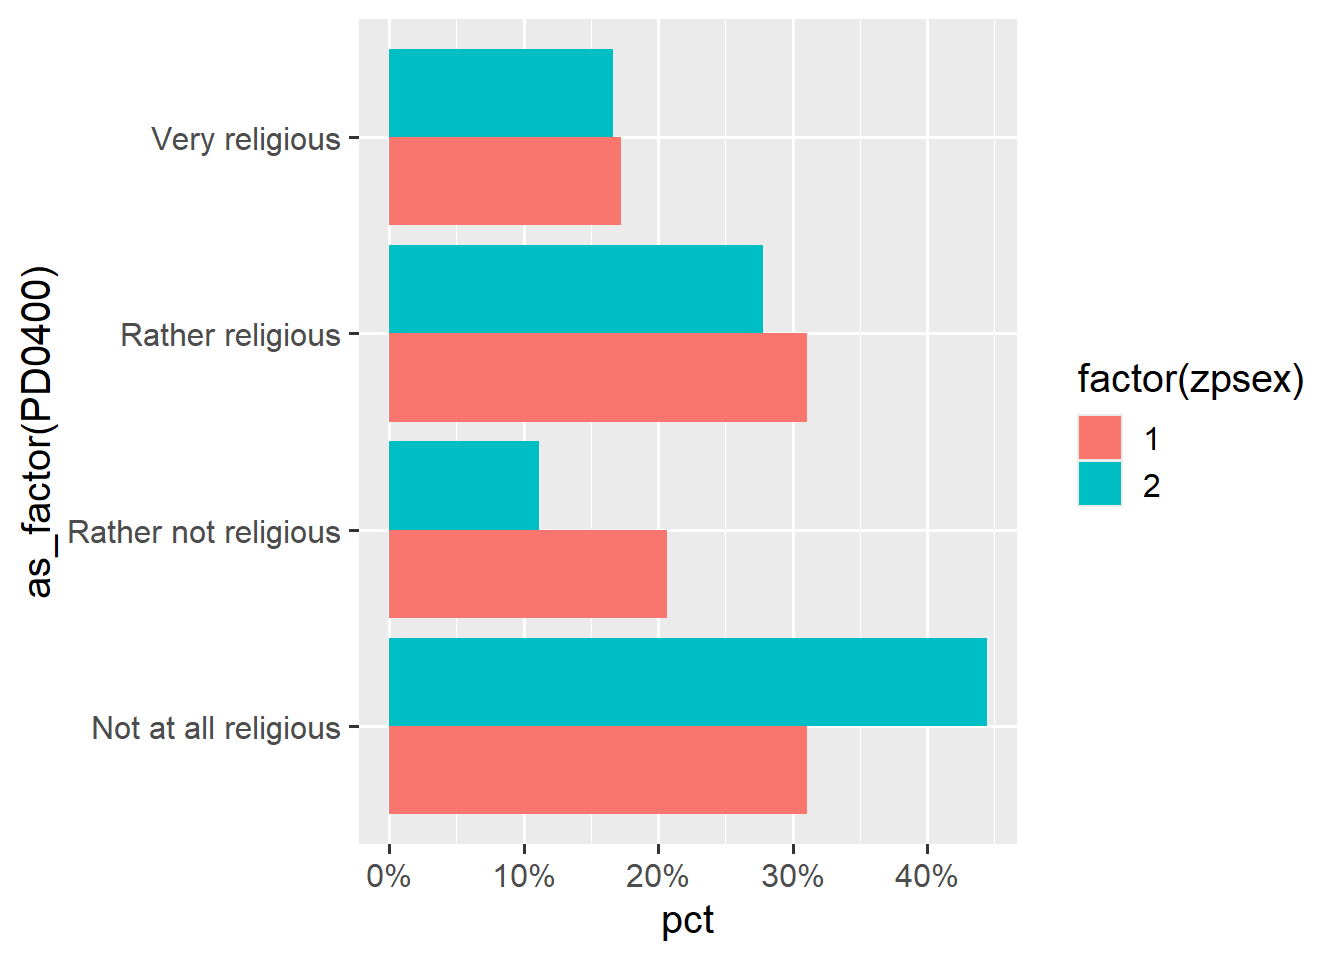 Very religious
Rather religious
Rather not religious
Not at all religious
as_factor(PD0400)
0% 10% 20% 30% 40%
pct
factor(zpsex)
1
2